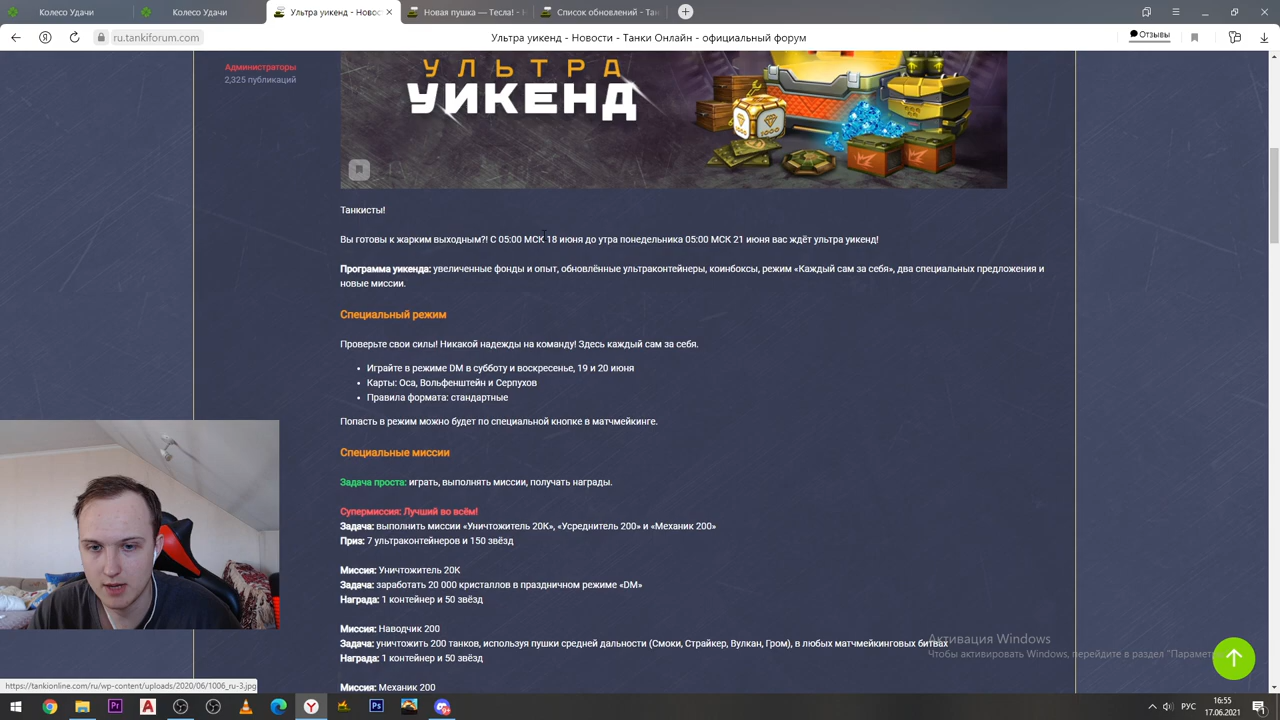 Колесо Удачи
Колесо Удачи
Ультра уикенд - Новос
Новая пушка — Тесла! -
Список обновлений - Тан
ru.tankiforum.com
Ультра уикенд - Новости - Танки Онлайн - официальный форум
Отзывы
Администраторы
2,325 публикаций
УЛЬТРА
УИКЕНД
Танкисты!
Вы готовы к жарким выходным?! С 05:00 МСК 18 июня до утра понедельника 05:00 МСК 21 июня вас ждёт ультра уикенд!
Программа уикенда: увеличенные фонды и опыт, обновлённые ультраконтейнеры, коинбоксы, режим «Каждый сам за себя», два специальных предложения и
новые миссии.
Специальный режим
Проверьте свои силы! Никакой надежды на команду! Здесь каждый сам за себя.
• Играйте в режиме DM в субботу и воскресенье, 19 и 20 июня
• Карты: Оса, Вольфенштейн и Серпухов
• Правила формата: стандартные
Попасть в режим можно будет по специальной кнопке в матчмейкинге.
Специальные миссии
Задача проста: играть, выполнять миссии, получать награды.
Супермиссия: Лучший во всём!
Задача: выполнить миссии «Уничтожитель 20К», «Усреднитель 200» и «Механик 200»
Приз: 7 ультраконтейнеров и 150 звёзд
Миссия: Уничтожитель 20К
Задача: заработать 20 000 кристаллов в праздничном режиме «DM»
Награда: 1 контейнер и 50 звёзд
Миссия: Наводчик 200
Задача: уничтожить 200 танков, используя пушки средней дальности (Смоки, Страйкер, Вулкан, Гром), в любых матчмейкинговых битвах
Награда: 1 контейнер и 50 звёзд
Миссия: Механик 200
Активация Windows
Чтобы активировать Windows, перейдите в раздел "Парамет
https://tankionline.com/ru/wp-content/uploads/2020/06/1006_ru-3.jpg
РУС
16:55
17.06.2021